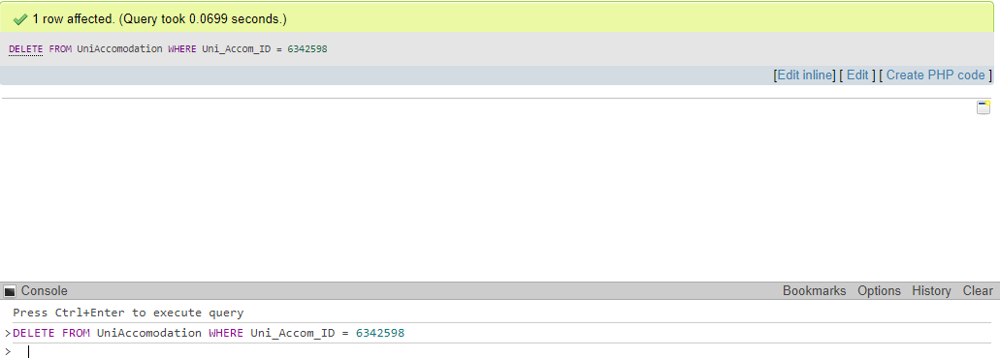 1 row affected. (Query took 0.0699 seconds.)
DELETE FROM UniAccomodation WHERE Uni_Accom_ID = 6342598
[Edit inline] [ Edit ] [ Create PHP code ]
Console Bookmarks Options History Clear
Press Ctrl+Enter to execute query
>DELETE FROM UniAccomodation WHERE Uni_Accom_ID = 6342598
>